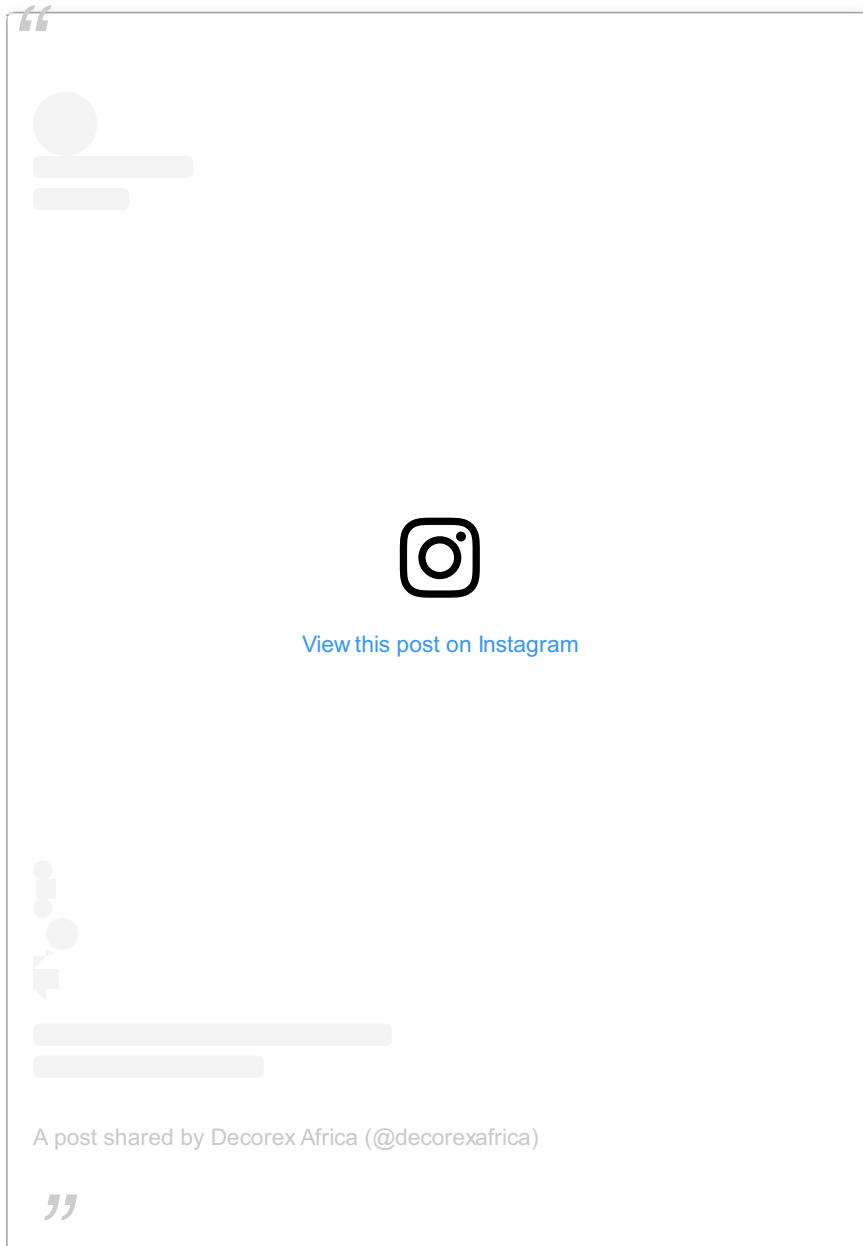 “
View this post on Instagram
A post shared by Decorex Africa (@decorexafrica)
”